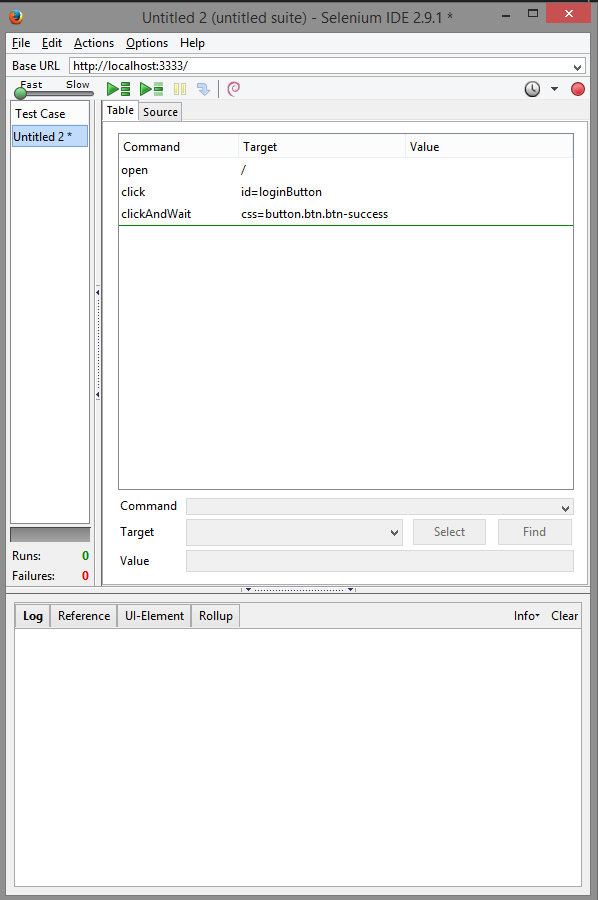 Untitled 2 (untitled suite) - Selenium IDE 2.9.1 *
File Edit Actions Options Help
Base URL http://localhost:3333/
Fast Slow
Test Case
Untitled 2 *
Table Source
Command Target Value
open /
click id=loginButton
clickAndWait css=button.btn.btn-success
Command
Target Select Find
Value
Runs: 0
Failures: 0
Log Reference UI-Element Rollup Info Clear